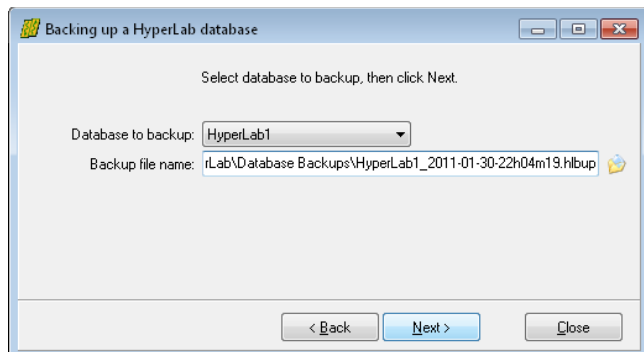 Backing up a HyperLab database
Select database to backup, then click Next.
Database to backup: HyperLab1
Backup file name: rLab\Database Backups\HyperLab1_2011-01-30-22h04m19.hlbup
< Back Next > Close